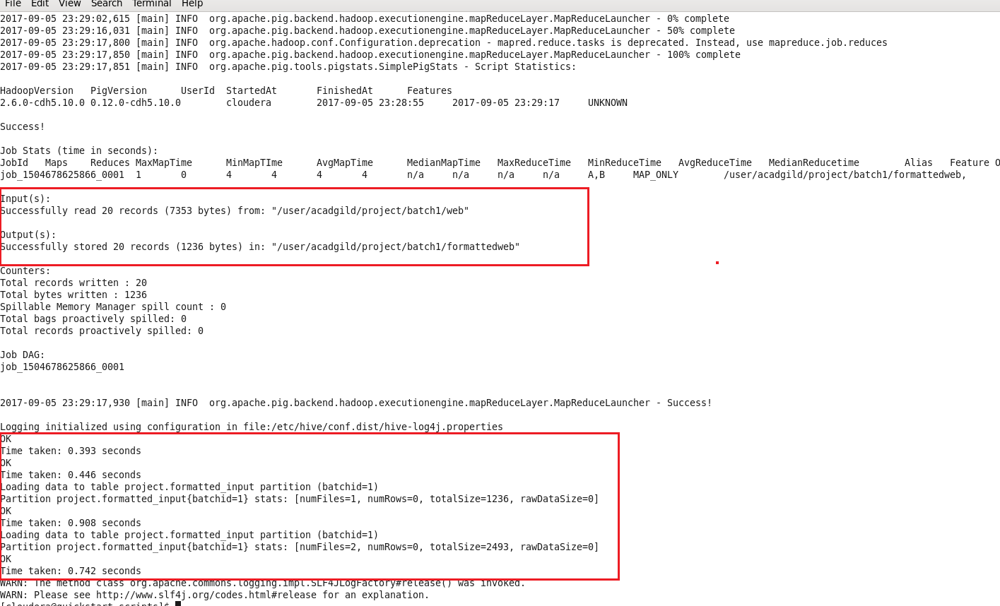 File Edit View Search Terminal Help
2017-09-05 23:29:02,615 [main] INFO  org.apache.pig.backend.hadoop.executionengine.mapReduceLayer.MapReduceLauncher - 0% complete
2017-09-05 23:29:16,031 [main] INFO  org.apache.pig.backend.hadoop.executionengine.mapReduceLayer.MapReduceLauncher - 50% complete
2017-09-05 23:29:17,800 [main] INFO  org.apache.hadoop.conf.Configuration.deprecation - mapred.reduce.tasks is deprecated. Instead, use mapreduce.job.reduces
2017-09-05 23:29:17,850 [main] INFO  org.apache.pig.backend.hadoop.executionengine.mapReduceLayer.MapReduceLauncher - 100% complete
2017-09-05 23:29:17,851 [main] INFO  org.apache.pig.tools.pigstats.SimplePigStats - Script Statistics:
HadoopVersion PigVersion UserId StartedAt FinishedAt Features
2.6.0-cdh5.10.0 0.12.0-cdh5.10.0 cloudera 2017-09-05 23:28:55 2017-09-05 23:29:17 UNKNOWN
Success!
Job Stats (time in seconds):
JobId Maps Reduces MaxMapTime MinMapTIme AvgMapTime MedianMapTime MaxReduceTime MinReduceTime AvgReduceTime MedianReducetime Alias Feature O
job_1504678625866_0001 1 0 4 4 4 4 n/a n/a n/a n/a A,B MAP_ONLY /user/acadgild/project/batch1/formattedweb,
Input(s):
Successfully read 20 records (7353 bytes) from: "/user/acadgild/project/batch1/web"
Output(s):
Successfully stored 20 records (1236 bytes) in: "/user/acadgild/project/batch1/formattedweb"
Counters:
Total records written : 20
Total bytes written : 1236
Spillable Memory Manager spill count : 0
Total bags proactively spilled: 0
Total records proactively spilled: 0
Job DAG:
job_1504678625866_0001
2017-09-05 23:29:17,930 [main] INFO  org.apache.pig.backend.hadoop.executionengine.mapReduceLayer.MapReduceLauncher - Success!
Logging initialized using configuration in file:/etc/hive/conf.dist/hive-log4j.properties
OK
Time taken: 0.393 seconds
OK
Time taken: 0.446 seconds
Loading data to table project.formatted_input partition (batchid=1)
Partition project.formatted_input{batchid=1} stats: [numFiles=1, numRows=0, totalSize=1236, rawDataSize=0]
OK
Time taken: 0.908 seconds
Loading data to table project.formatted_input partition (batchid=1)
Partition project.formatted_input{batchid=1} stats: [numFiles=2, numRows=0, totalSize=2493, rawDataSize=0]
OK
Time taken: 0.742 seconds
WARN: The method class org.apache.commons.logging.impl.SLF4JLogFactory#release() was invoked.
WARN: Please see http://www.slf4j.org/codes.html#release for an explanation.
[cloudera@quickstart scripts]$